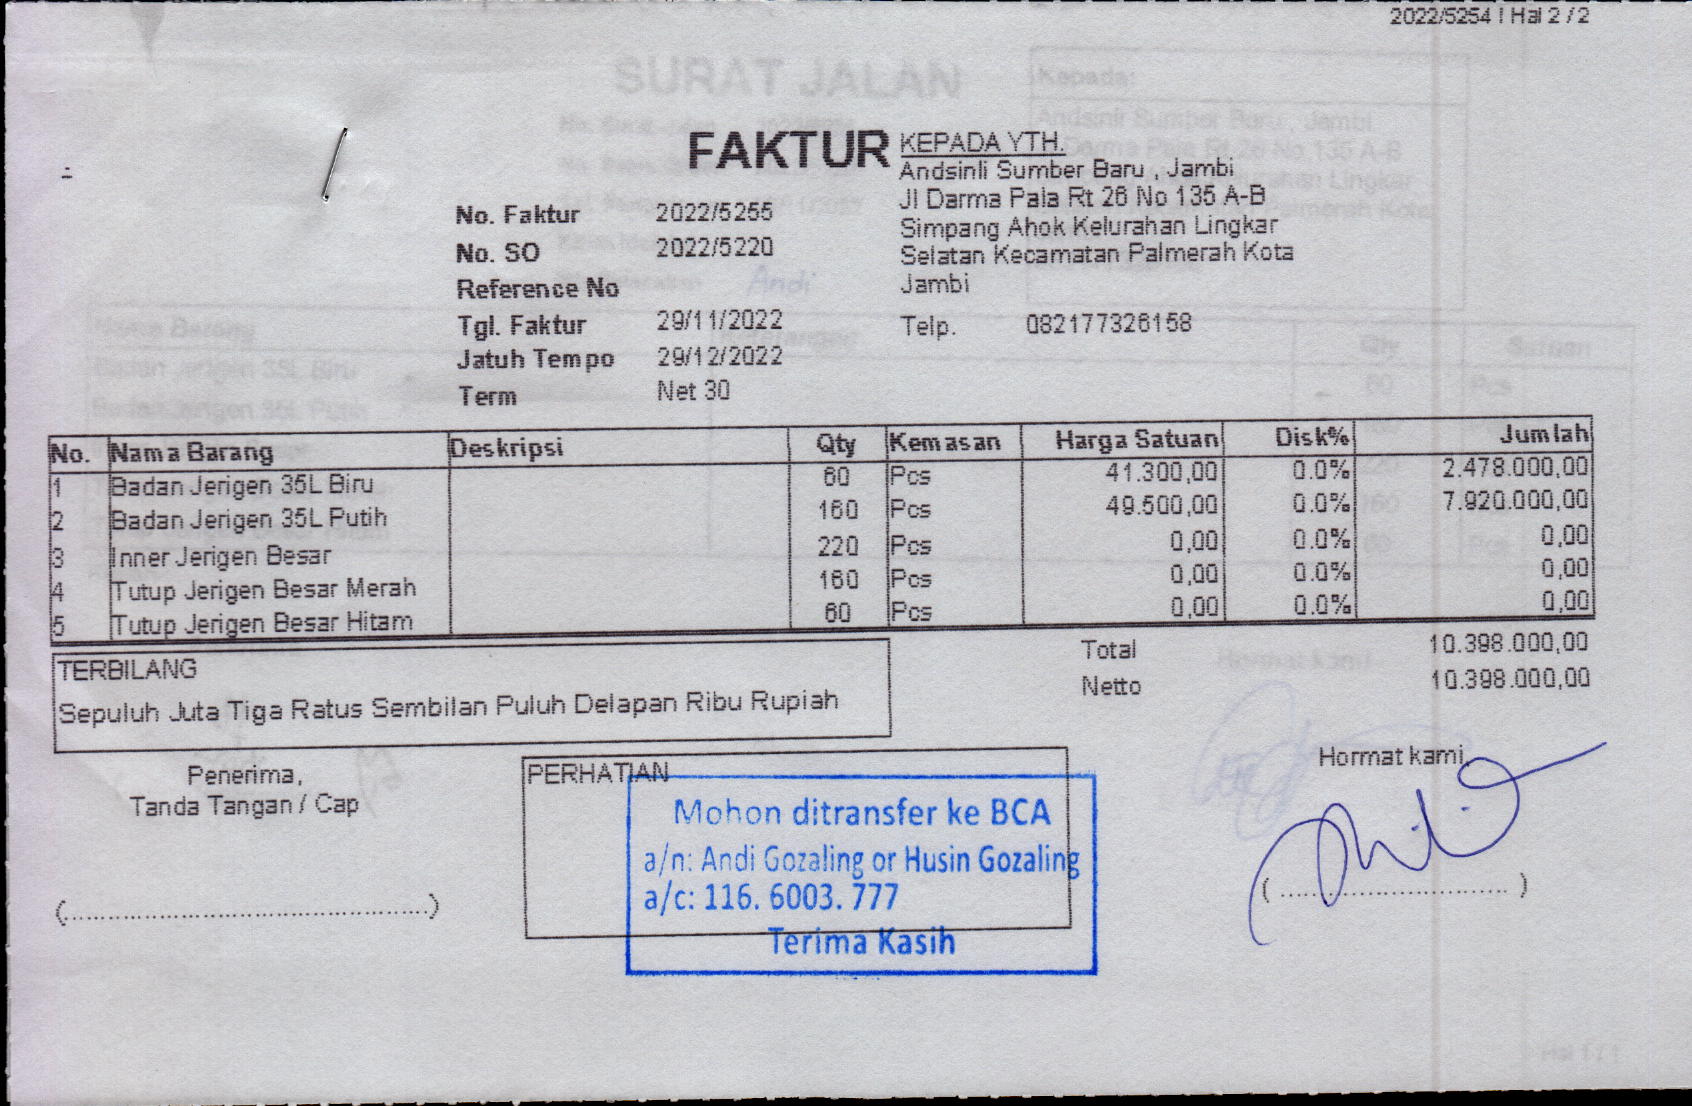 2022/5254 | Hal 2 / 2
FAKTUR
KEPADA YTH.
Andsinli Sumber Baru , Jambi
Jl Darma Pala Rt 26 No 135 A-B
Simpang Ahok Kelurahan Lingkar
Selatan Kecamatan Palmerah Kota
Jambi
Telp. 082177326158
-
No. Faktur 2022/5255
No. SO 2022/5220
Reference No
Tgl. Faktur 29/11/2022
Jatuh Tempo 29/12/2022
Term Net 30
No. Nama Barang Deskripsi Qty Kemasan Harga Satuan Disk% Jumlah
1 Badan Jerigen 35L Biru 60 Pcs 41.300,00 0.0% 2.478.000,00
2 Badan Jerigen 35L Putih 160 Pcs 49.500,00 0.0% 7.920.000,00
3 Inner Jerigen Besar 220 Pcs 0,00 0.0% 0,00
4 Tutup Jerigen Besar Merah 160 Pcs 0,00 0.0% 0,00
5 Tutup Jerigen Besar Hitam 60 Pcs 0,00 0.0% 0,00
Total 10.398.000,00
Netto 10.398.000,00
TERBILANG
Sepuluh Juta Tiga Ratus Sembilan Puluh Delapan Ribu Rupiah
Penerima,
Tanda Tangan / Cap
(..................................................)
PERHATIAN
Mohon ditransfer ke BCA
a/n: Andi Gozaling or Husin Gozaling
a/c: 116. 6003. 777
Terima Kasih
Hormat kami,
( ................................ )
SURAT JALAN
Kepada:
Andi
Hal 1 / 1